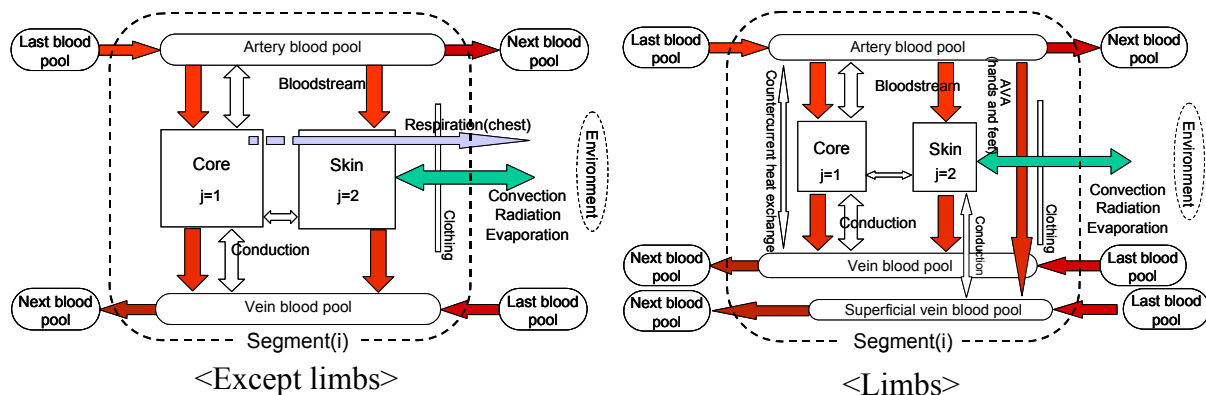 Last blood
pool
Artery blood pool
Next blood
pool
Bloodstream
Respiration(chest)
Core
j=1
Skin
j=2
Environment
Convection
Radiation
Evaporation
Clothing
Conduction
Vein blood pool
Next blood
pool
Last blood
pool
Segment(i)
<Except limbs>
Last blood
pool
Artery blood pool
Next blood
pool
Countercurrent heat exchange
Bloodstream
AVA
(hands and feet)
Core
j=1
Skin
j=2
Environment
Convection
Radiation
Evaporation
Clothing
Conduction
Conduction
Next blood
pool
Vein blood pool
Last blood
pool
Next blood
pool
Superficial vein blood pool
Last blood
pool
Segment(i)
<Limbs>